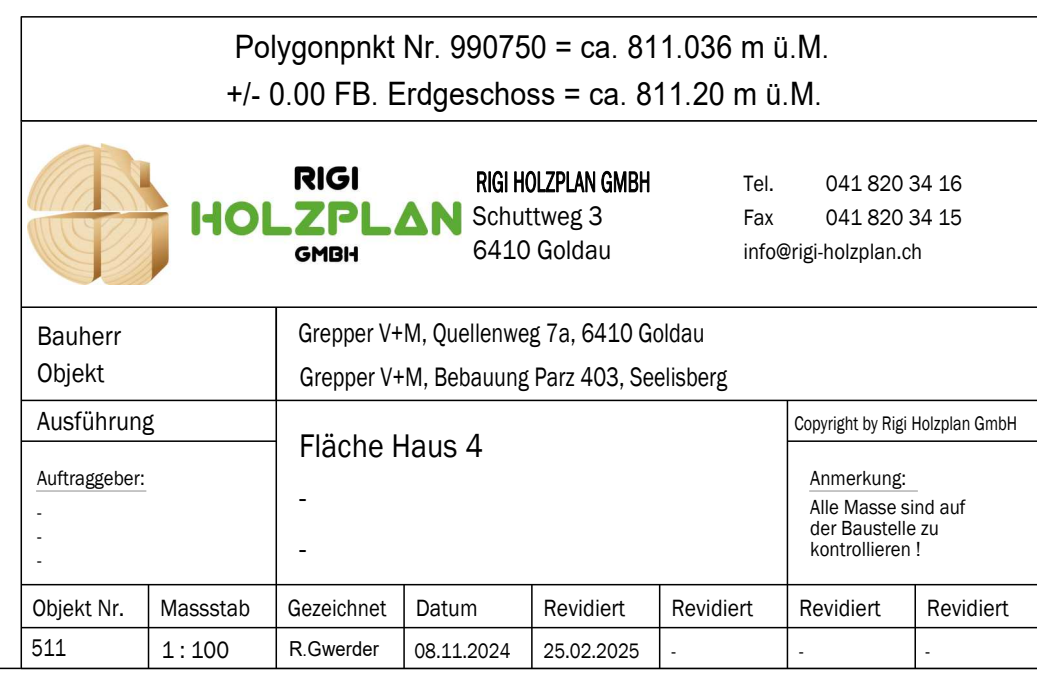 Polygonpnkt Nr. 990750 = ca. 811.036 m ü.M.
+/- 0.00 FB. Erdgeschoss = ca. 811.20 m ü.M.
RIGI
HOLZPLAN
GMBH
RIGI HOLZPLAN GMBH
Schuttweg 3
6410 Goldau
Tel. 041 820 34 16
Fax 041 820 34 15
info@rigi-holzplan.ch
Bauherr Grepper V+M, Quellenweg 7a, 6410 Goldau
Objekt Grepper V+M, Bebauung Parz 403, Seelisberg
Ausführung
Auftraggeber:
-
-
-
Fläche Haus 4
-
-
Copyright by Rigi Holzplan GmbH
Anmerkung:
Alle Masse sind auf
der Baustelle zu
kontrollieren !
Objekt Nr. Massstab Gezeichnet Datum Revidiert Revidiert Revidiert Revidiert
511 1 : 100 R.Gwerder 08.11.2024 25.02.2025 - - -